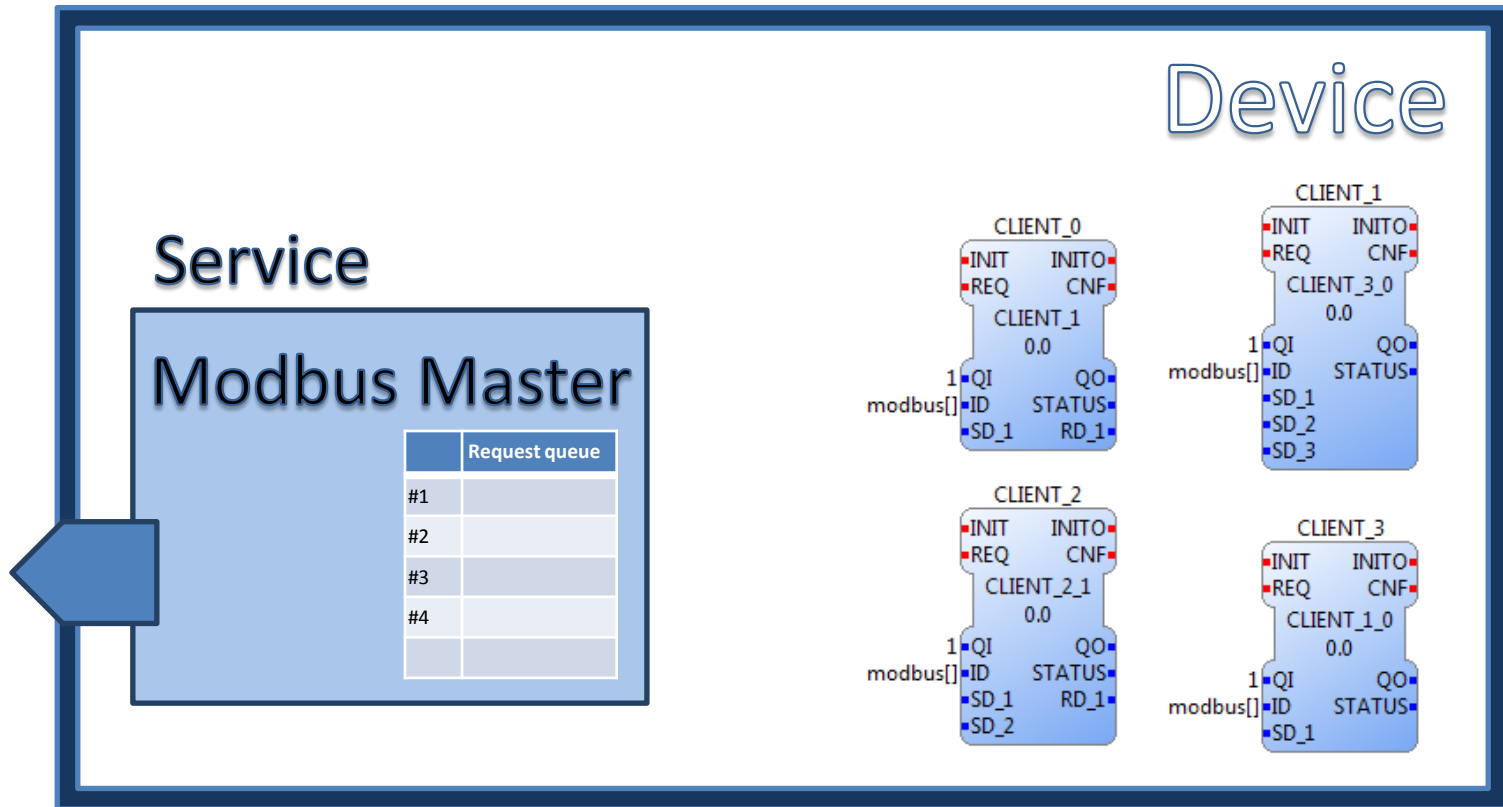 Device
Service
Modbus Master
Request queue
#1
#2
#3
#4
CLIENT_0
INIT INITO
REQ CNF
CLIENT_1
0.0
1 QI QO
modbus[] ID STATUS
SD_1 RD_1
CLIENT_1
INIT INITO
REQ CNF
CLIENT_3_0
0.0
1 QI QO
modbus[] ID STATUS
SD_1
SD_2
SD_3
CLIENT_2
INIT INITO
REQ CNF
CLIENT_2_1
0.0
1 QI QO
modbus[] ID STATUS
SD_1 RD_1
SD_2
CLIENT_3
INIT INITO
REQ CNF
CLIENT_1_0
0.0
1 QI QO
modbus[] ID STATUS
SD_1